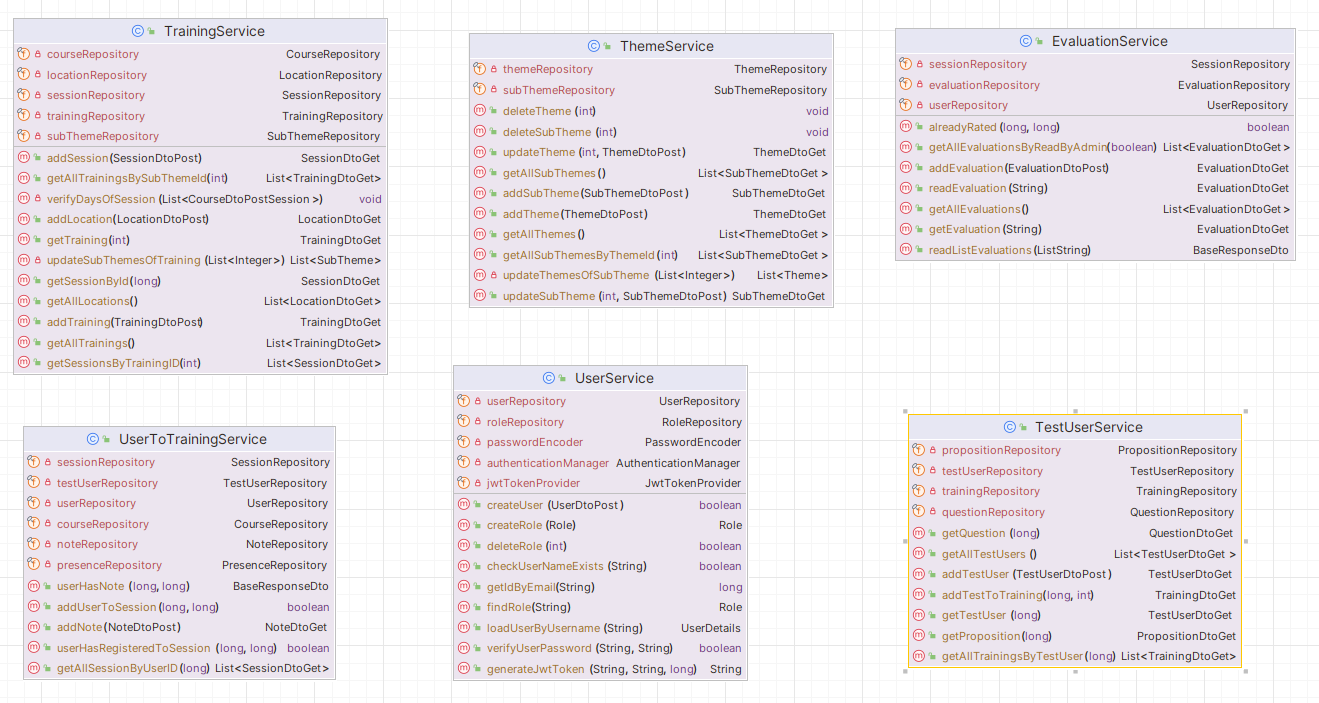 TrainingService
courseRepository CourseRepository
locationRepository LocationRepository
sessionRepository SessionRepository
trainingRepository TrainingRepository
subThemeRepository SubThemeRepository
addSession(SessionDtoPost) SessionDtoGet
getAllTrainingsBySubThemeId(int) List<TrainingDtoGet>
verifyDaysOfSession (List<CourseDtoPostSession >) void
addLocation(LocationDtoPost) LocationDtoGet
getTraining(int) TrainingDtoGet
updateSubThemesOfTraining (List<Integer>) List<SubTheme>
getSessionById(long) SessionDtoGet
getAllLocations() List<LocationDtoGet>
addTraining(TrainingDtoPost) TrainingDtoGet
getAllTrainings() List<TrainingDtoGet>
getSessionsByTrainingID(int) List<SessionDtoGet>
ThemeService
themeRepository ThemeRepository
subThemeRepository SubThemeRepository
deleteTheme (int) void
deleteSubTheme (int) void
updateTheme (int, ThemeDtoPost) ThemeDtoGet
getAllSubThemes() List<SubThemeDtoGet >
addSubTheme(SubThemeDtoPost ) SubThemeDtoGet
addTheme(ThemeDtoPost) ThemeDtoGet
getAllThemes() List<ThemeDtoGet >
getAllSubThemesByThemeId(int) List<SubThemeDtoGet >
updateThemesOfSubTheme (List<Integer>) List<Theme>
updateSubTheme (int, SubThemeDtoPost) SubThemeDtoGet
EvaluationService
sessionRepository SessionRepository
evaluationRepository EvaluationRepository
userRepository UserRepository
alreadyRated (long, long) boolean
getAllEvaluationsByReadByAdmin(boolean) List<EvaluationDtoGet >
addEvaluation(EvaluationDtoPost) EvaluationDtoGet
readEvaluation (String) EvaluationDtoGet
getAllEvaluations() List<EvaluationDtoGet >
getEvaluation (String) EvaluationDtoGet
readListEvaluations (ListString) BaseResponseDto
UserToTrainingService
sessionRepository SessionRepository
testUserRepository TestUserRepository
userRepository UserRepository
courseRepository CourseRepository
noteRepository NoteRepository
presenceRepository PresenceRepository
userHasNote (long, long) BaseResponseDto
addUserToSession(long, long) boolean
addNote(NoteDtoPost) NoteDtoGet
userHasRegisteredToSession (long, long) boolean
getAllSessionByUserID(long) List<SessionDtoGet>
UserService
userRepository UserRepository
roleRepository RoleRepository
passwordEncoder PasswordEncoder
authenticationManager AuthenticationManager
jwtTokenProvider JwtTokenProvider
createUser (UserDtoPost ) boolean
createRole (Role) Role
deleteRole (int) boolean
checkUserNameExists (String) boolean
getIdByEmail(String) long
findRole(String) Role
loadUserByUsername (String) UserDetails
verifyUserPassword (String, String) boolean
generateJwtToken (String, String, long) String
TestUserService
propositionRepository PropositionRepository
testUserRepository TestUserRepository
trainingRepository TrainingRepository
questionRepository QuestionRepository
getQuestion (long) QuestionDtoGet
getAllTestUsers () List<TestUserDtoGet >
addTestUser (TestUserDtoPost ) TestUserDtoGet
addTestToTraining(long, int) TrainingDtoGet
getTestUser (long) TestUserDtoGet
getProposition(long) PropositionDtoGet
getAllTrainingsByTestUser(long) List<TrainingDtoGet>